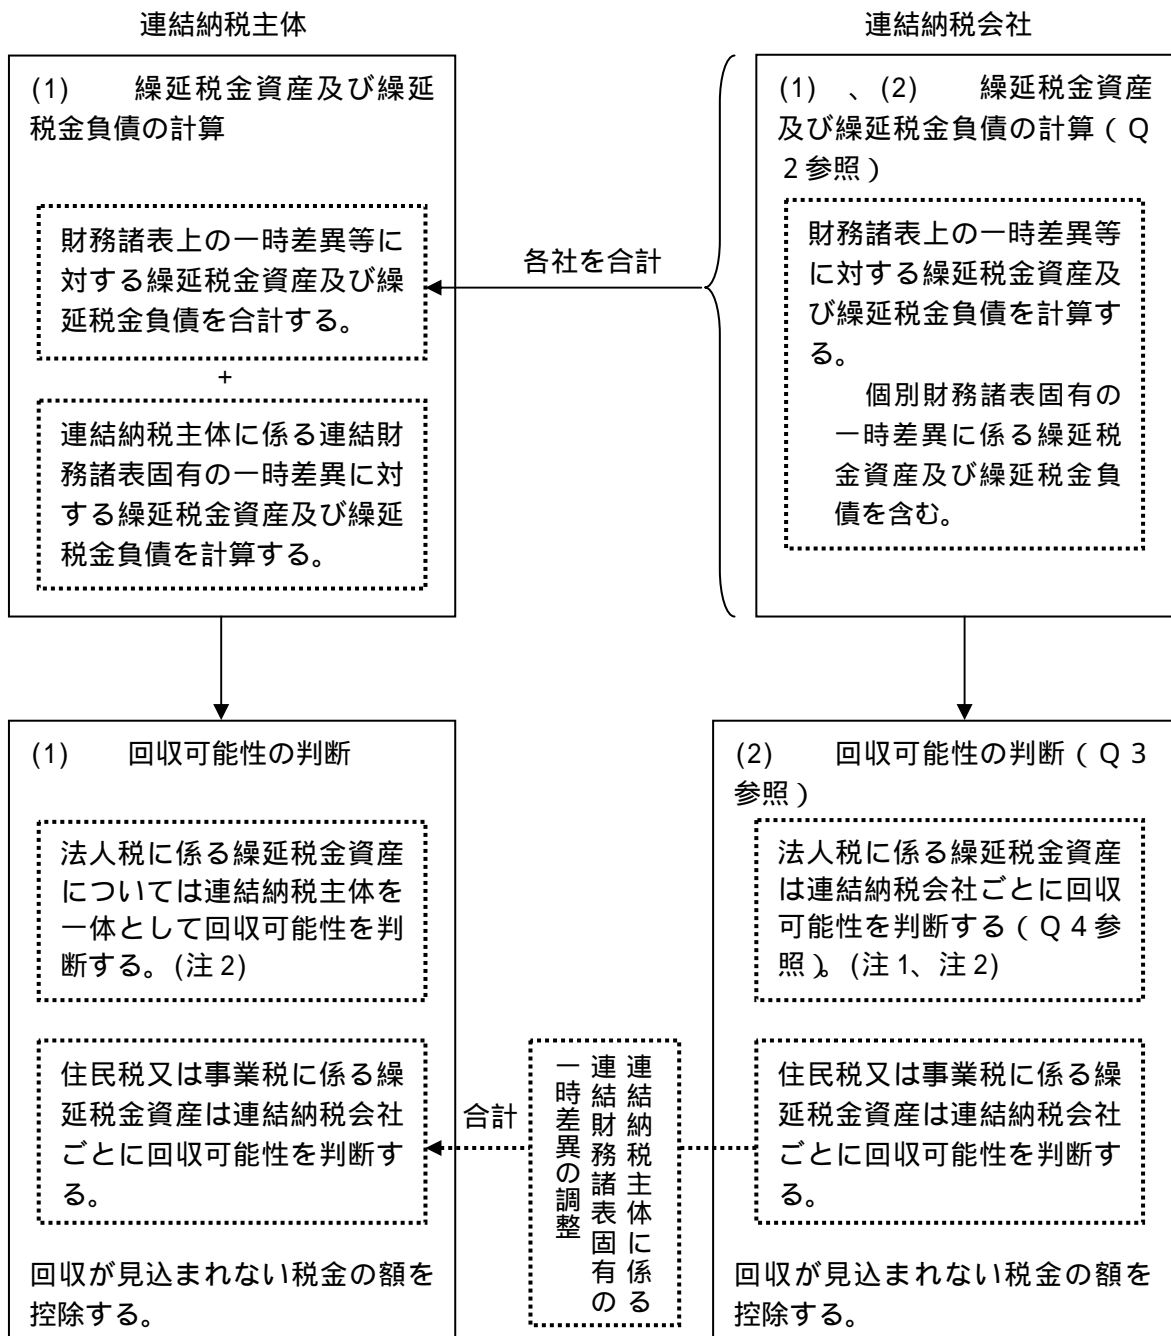 連結納税主体
連結納税会社
(1) 繰延税金資産及び繰延
税金負債の計算
財務諸表上の一時差異等に
対する繰延税金資産及び繰
延税金負債を合計する。
+
連結納税主体に係る連結財
務諸表固有の一時差異に対
する繰延税金資産及び繰延
税金負債を計算する。
各社を合計
(1) 、(2) 繰延税金資産
及び繰延税金負債の計算(Q
2参照)
財務諸表上の一時差異等
に対する繰延税金資産及
び繰延税金負債を計算す
る。
個別財務諸表固有の
一時差異に係る繰延税
金資産及び繰延税金負
債を含む。
(1) 回収可能性の判断
法人税に係る繰延税金資産
については連結納税主体を
一体として回収可能性を判
断する。(注2)
住民税又は事業税に係る繰
延税金資産は連結納税会社
ごとに回収可能性を判断す
る。
回収が見込まれない税金の額を
控除する。
合計
連結納税主体に係る
連結財務諸表固有の
一時差異の調整
(2) 回収可能性の判断(Q3
参照)
法人税に係る繰延税金資産
は連結納税会社ごとに回収
可能性を判断する(Q4参
照)。(注1、注2)
住民税又は事業税に係る繰
延税金資産は連結納税会社
ごとに回収可能性を判断す
る。
回収が見込まれない税金の額を
控除する。